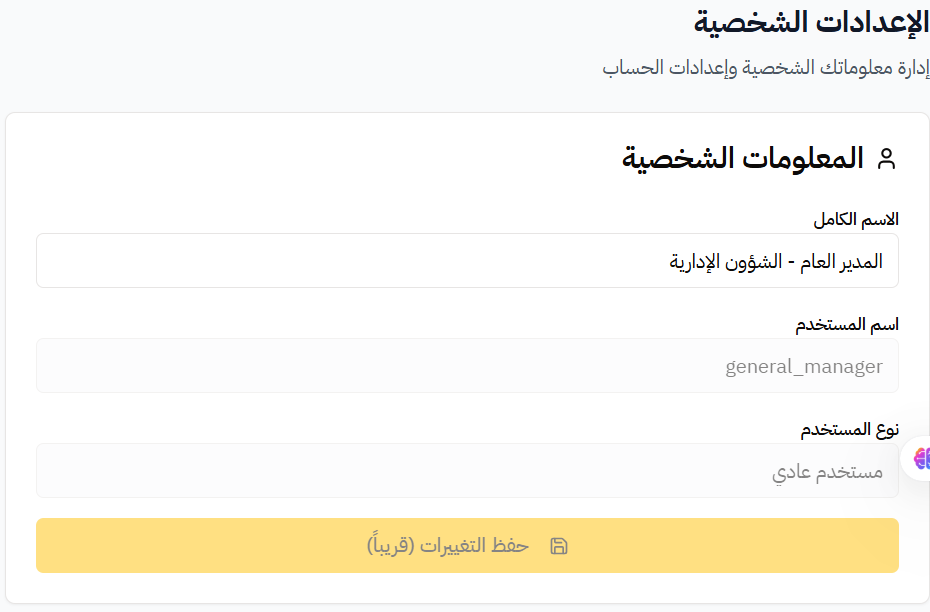 الإعدادات الشخصية
إدارة معلوماتك الشخصية وإعدادات الحساب
المعلومات الشخصية
الاسم الكامل
المدير العام - الشؤون الإدارية
اسم المستخدم
general_manager
نوع المستخدم
مستخدم عادي
حفظ التغييرات (قريباً)